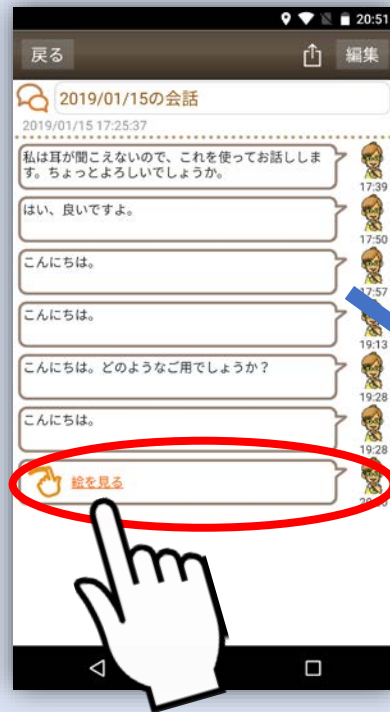 20:51
戻る
編集
2019/01/15の会話
2019/01/15 17:25:37
私は耳が聞こえないので、これを使ってお話ししま
す。ちょっとよろしいでしょうか。
17:39
はい、良いですよ。
17:50
こんにちは。
17:57
こんにちは。
19:13
こんにちは。どのようなご用でしょうか？
19:28
こんにちは。
19:28
絵を見る